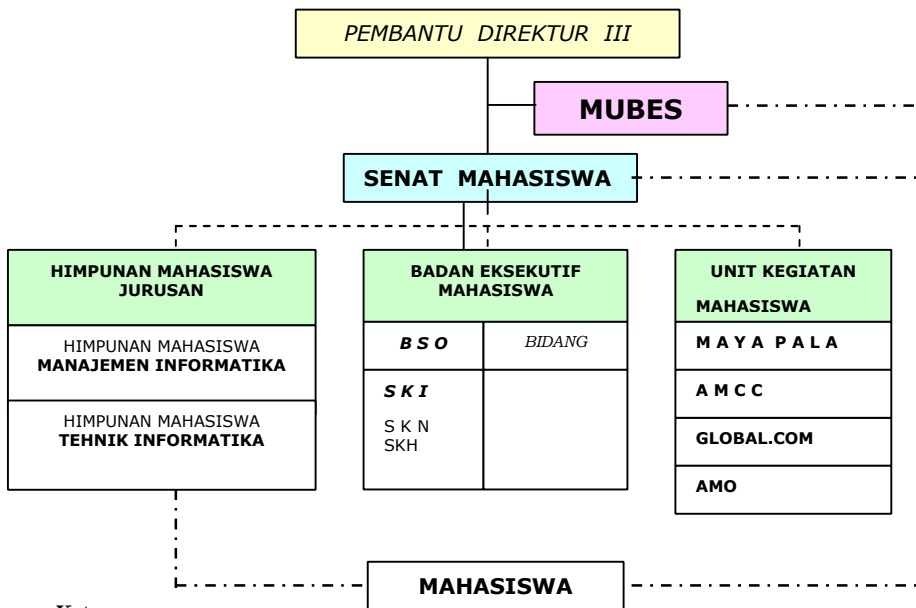 PEMBANTU DIREKTUR III
MUBES
SENAT MAHASISWA
HIMPUNAN MAHASISWA
JURUSAN
HIMPUNAN MAHASISWA
MANAJEMEN INFORMATIKA
HIMPUNAN MAHASISWA
TEHNIK INFORMATIKA
BADAN EKSEKUTIF
MAHASISWA
B S O
BIDANG
S K I
S K N
SKH
UNIT KEGIATAN
MAHASISWA
M A Y A P A L A
A M C C
GLOBAL.COM
AMO
MAHASISWA